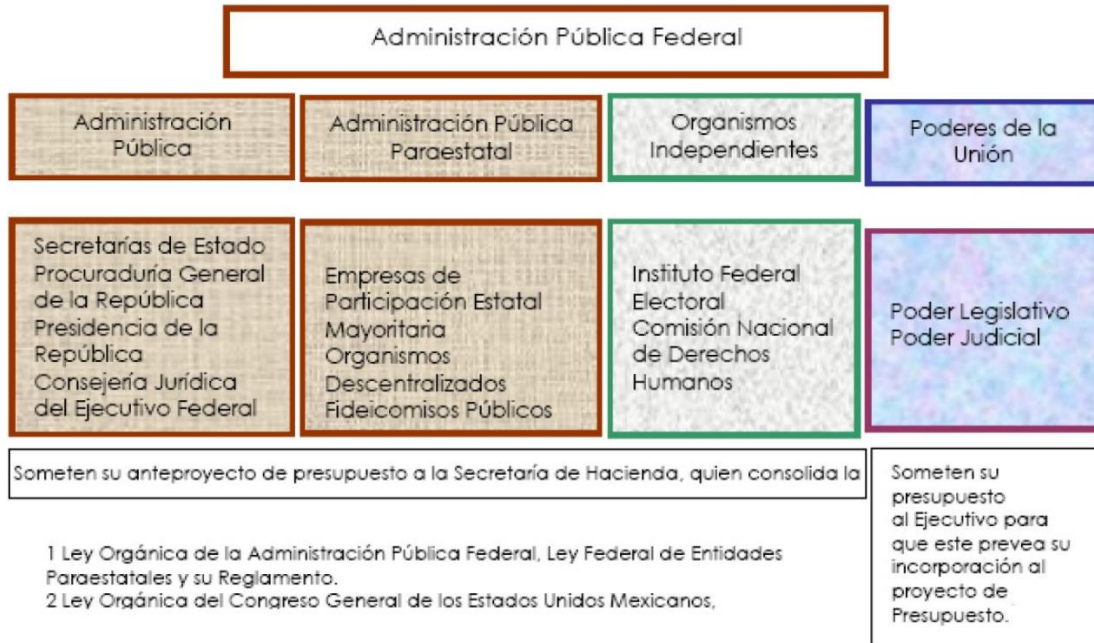 Administración Pública Federal
Administración
Pública
Administración Pública
Paraestatal
Organismos
Independientes
Poderes de la
Unión
Secretarías de Estado
Procuraduría General
de la República
Presidencia de la
República
Consejería Jurídica
del Ejecutivo Federal
Empresas de
Participación Estatal
Mayoritaria
Organismos
Descentralizados
Fideicomisos Públicos
Instituto Federal
Electoral
Comisión Nacional
de Derechos
Humanos
Poder Legislativo
Poder Judicial
Someten su anteproyecto de presupuesto a la Secretaría de Hacienda, quien consolida la
Someten su
presupuesto
al Ejecutivo para
que este prevea su
incorporación al
proyecto de
Presupuesto.
1 Ley Orgánica de la Administración Pública Federal, Ley Federal de Entidades
Paraestatales y su Reglamento.
2 Ley Orgánica del Congreso General de los Estados Unidos Mexicanos,